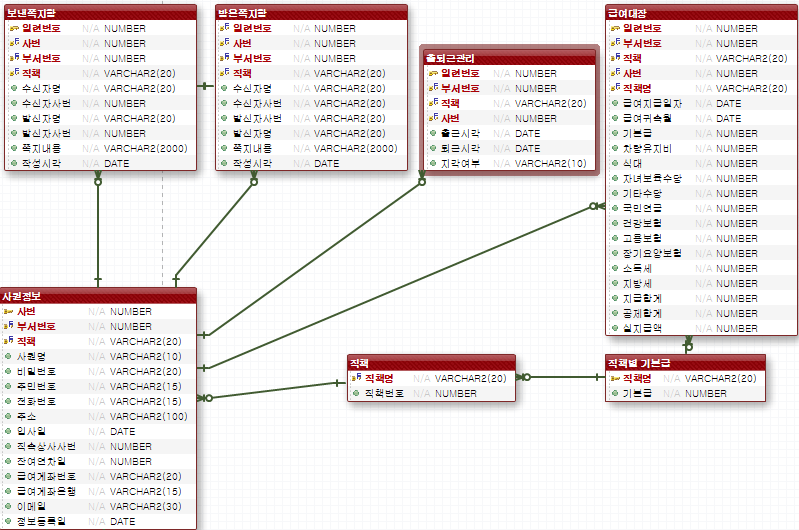 보낸쪽지함
일련번호 N/A NUMBER
사번 N/A NUMBER
부서번호 N/A NUMBER
직책 N/A VARCHAR2(20)
수신자명 N/A VARCHAR2(20)
수신자사번 N/A NUMBER
발신자명 N/A VARCHAR2(20)
발신자사번 N/A NUMBER
쪽지내용 N/A VARCHAR2(2000)
작성시각 N/A DATE
받은쪽지함
일련번호 N/A NUMBER
사번 N/A NUMBER
부서번호 N/A NUMBER
직책 N/A VARCHAR2(20)
수신자명 N/A VARCHAR2(20)
수신자사번 N/A NUMBER
발신자명 N/A VARCHAR2(20)
발신자사번 N/A NUMBER
쪽지내용 N/A VARCHAR2(2000)
작성시각 N/A DATE
출퇴근관리
일련번호 N/A NUMBER
부서번호 N/A NUMBER
직책 N/A VARCHAR2(20)
사번 N/A NUMBER
출근시각 N/A DATE
퇴근시각 N/A DATE
지각여부 N/A VARCHAR2(10)
급여대장
일련번호 N/A NUMBER
부서번호 N/A NUMBER
직책 N/A VARCHAR2(20)
사번 N/A NUMBER
직책명 N/A VARCHAR2(20)
급여지급일자 N/A DATE
급여귀속월 N/A DATE
기본급 N/A NUMBER
차량유지비 N/A NUMBER
식대 N/A NUMBER
자녀보육수당 N/A NUMBER
기타수당 N/A NUMBER
국민연금 N/A NUMBER
건강보험 N/A NUMBER
고용보험 N/A NUMBER
장기요양보험 N/A NUMBER
소득세 N/A NUMBER
지방세 N/A NUMBER
지급합계 N/A NUMBER
공제합계 N/A NUMBER
실지급액 N/A NUMBER
사원정보
사번 N/A NUMBER
부서번호 N/A NUMBER
직책 N/A VARCHAR2(20)
사원명 N/A VARCHAR2(10)
비밀번호 N/A VARCHAR2(20)
주민번호 N/A VARCHAR2(15)
전화번호 N/A VARCHAR2(15)
주소 N/A VARCHAR2(100)
입사일 N/A DATE
직속상사사번 N/A NUMBER
잔여연차일 N/A NUMBER
급여계좌번호 N/A VARCHAR2(20)
급여계좌은행 N/A VARCHAR2(15)
이메일 N/A VARCHAR2(30)
정보등록일 N/A DATE
직책
직책명 N/A VARCHAR2(20)
직책번호 N/A NUMBER
직책별 기본급
직책명 N/A VARCHAR2(20)
기본급 N/A NUMBER